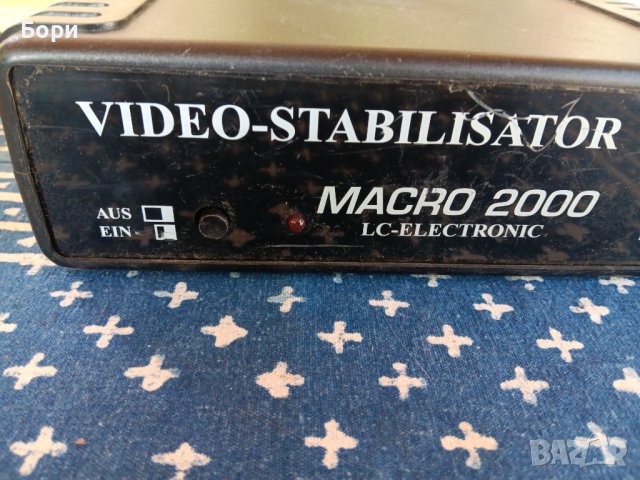 Бори
VIDEO-STABILISATOR
MACRO 2000
LC-ELECTRONIC
AUS
EIN
BAZAR